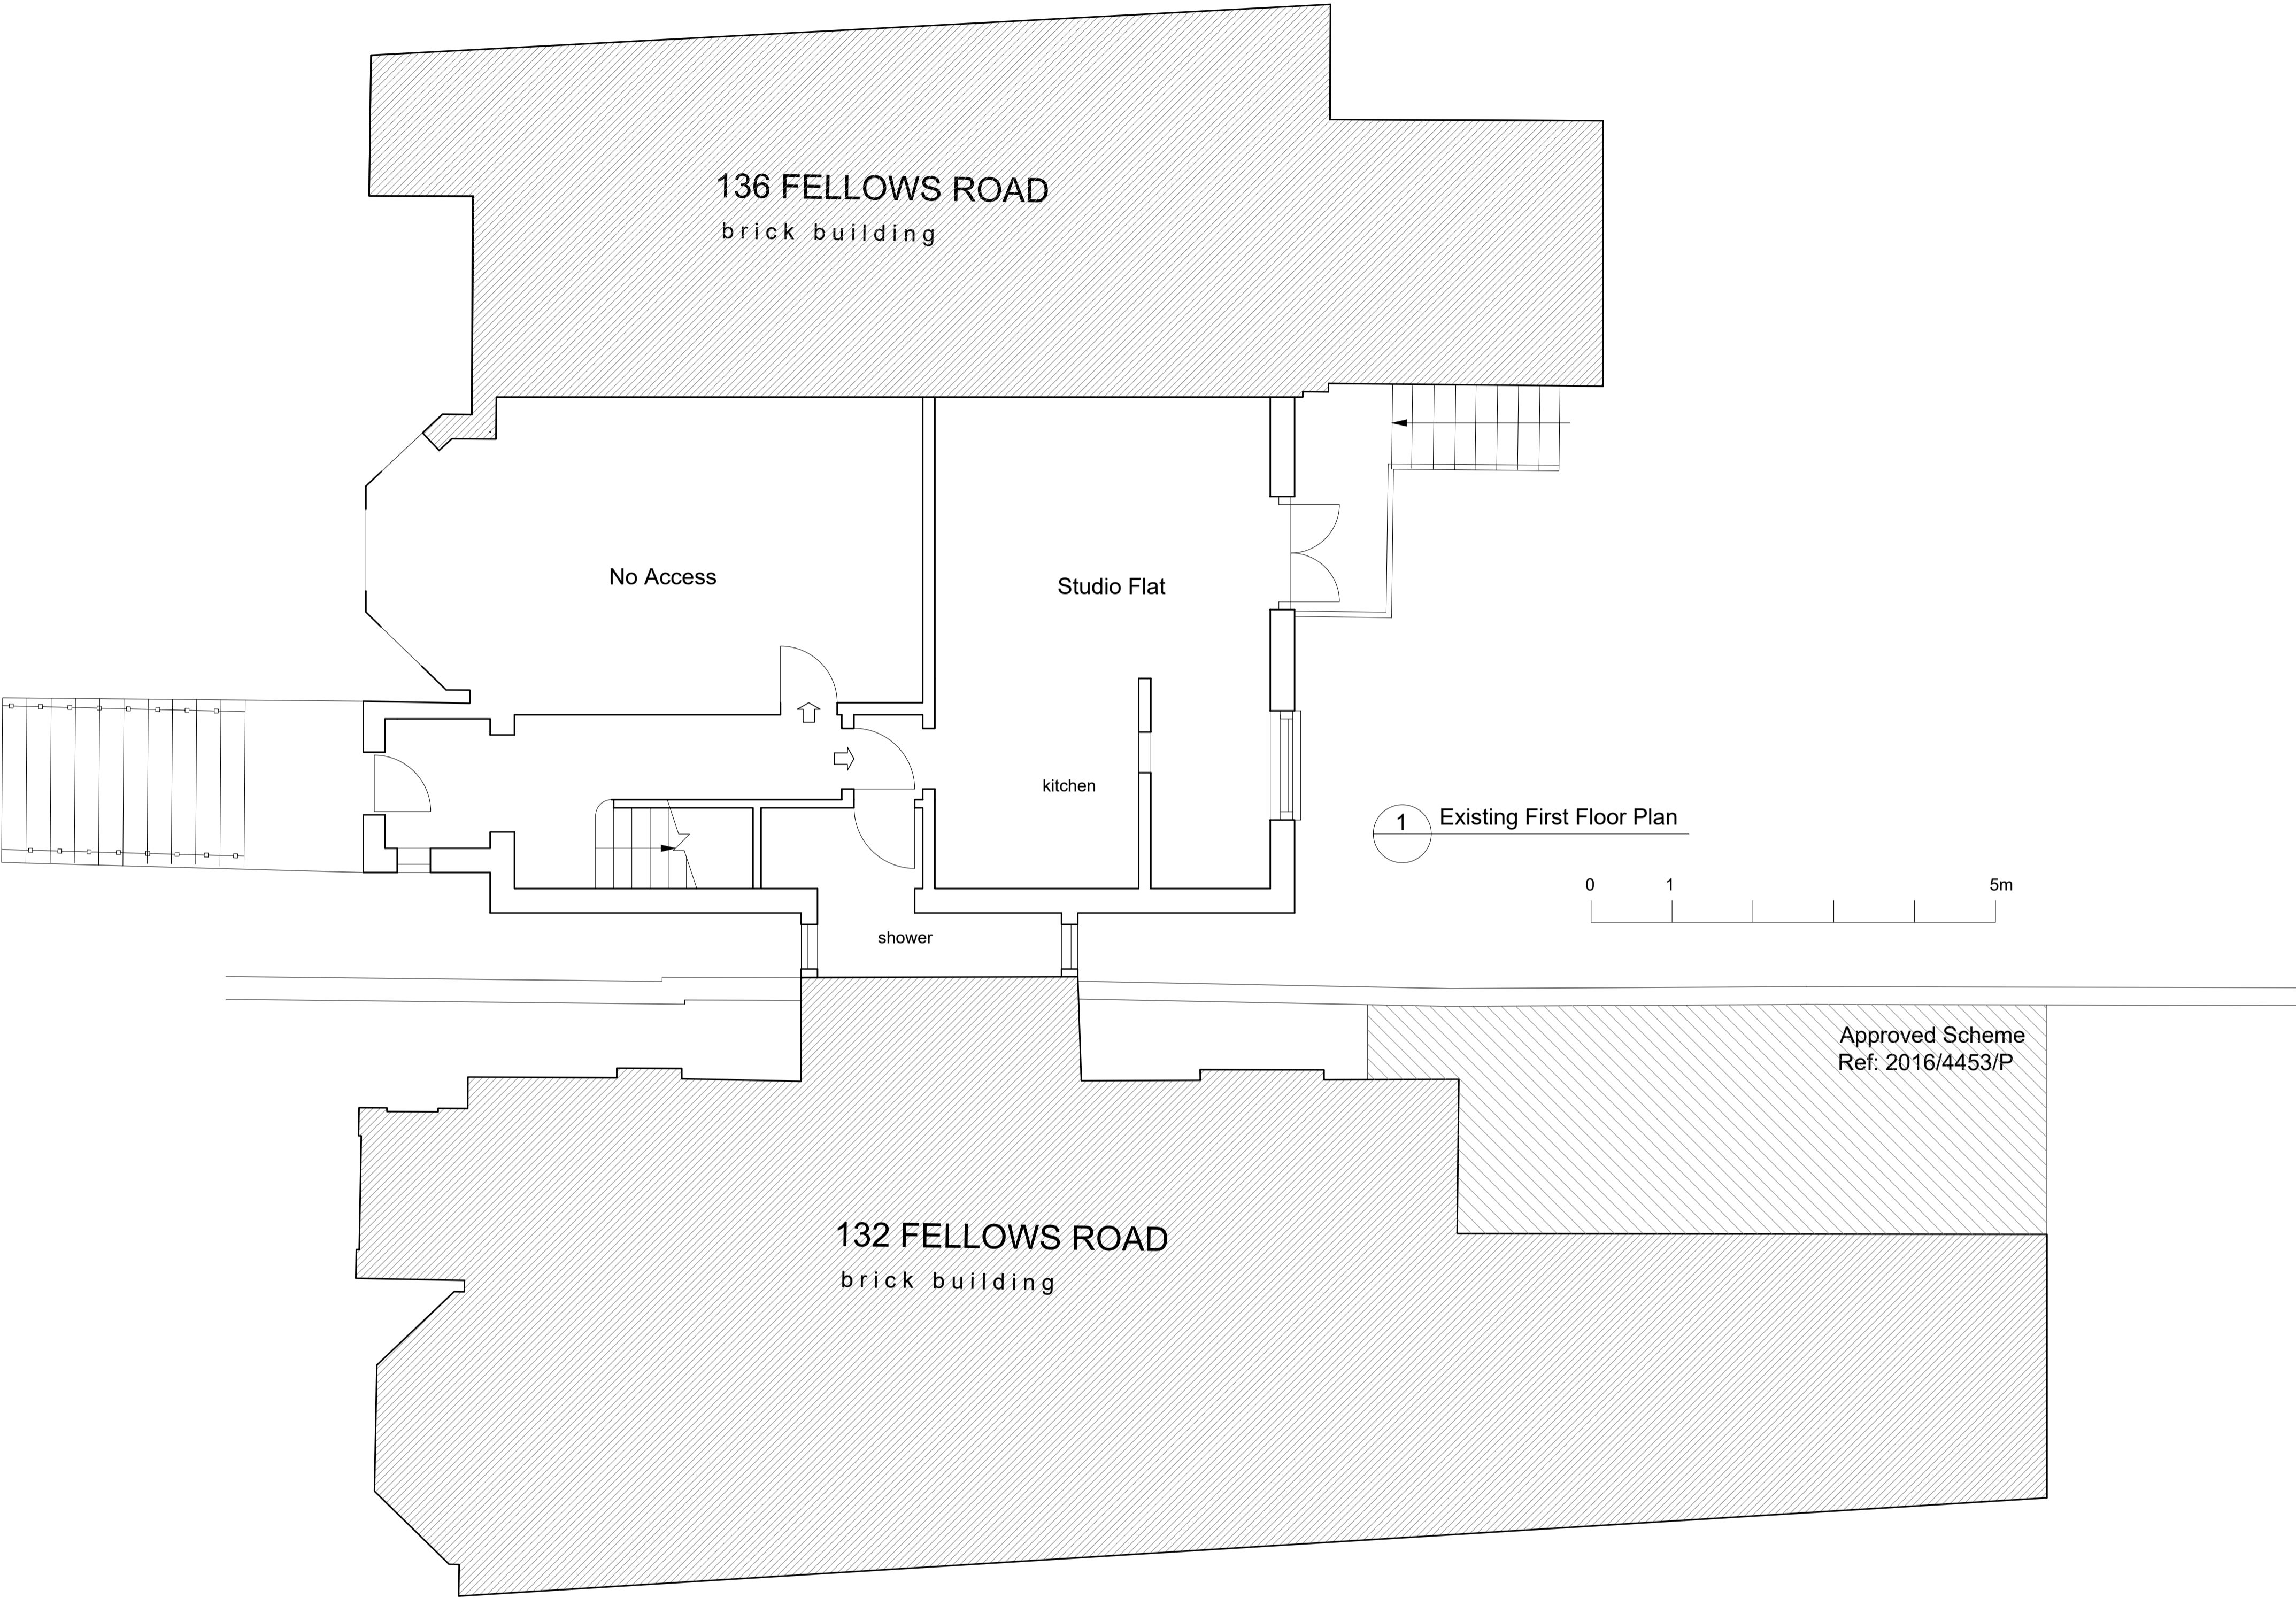 136 FELLOWS ROAD
brick building
No Access
Studio Flat
kitchen
1
Existing First Floor Plan
0 1 5m
shower
Approved Scheme
Ref: 2016/4453/P
132 FELLOWS ROAD
brick building